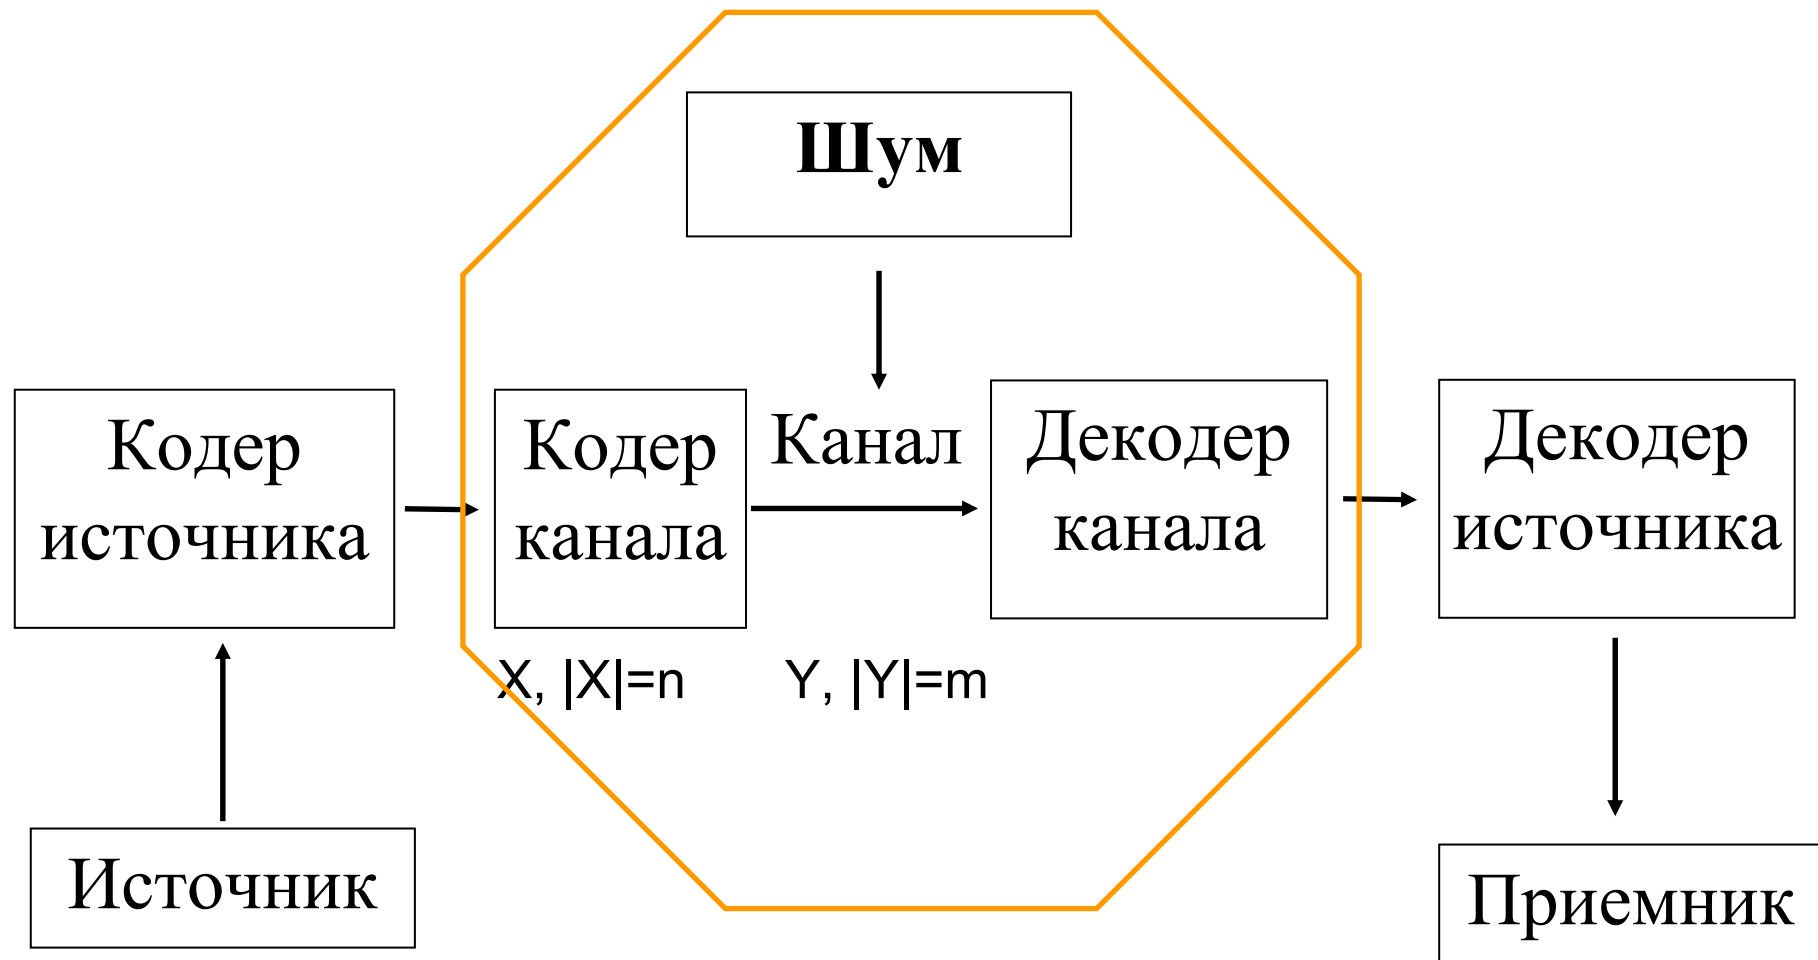 Шум
Кодер
источника
Кодер
канала
Канал
Декодер
канала
Декодер
источника
X, |X|=n
Y, |Y|=m
Источник
Приемник